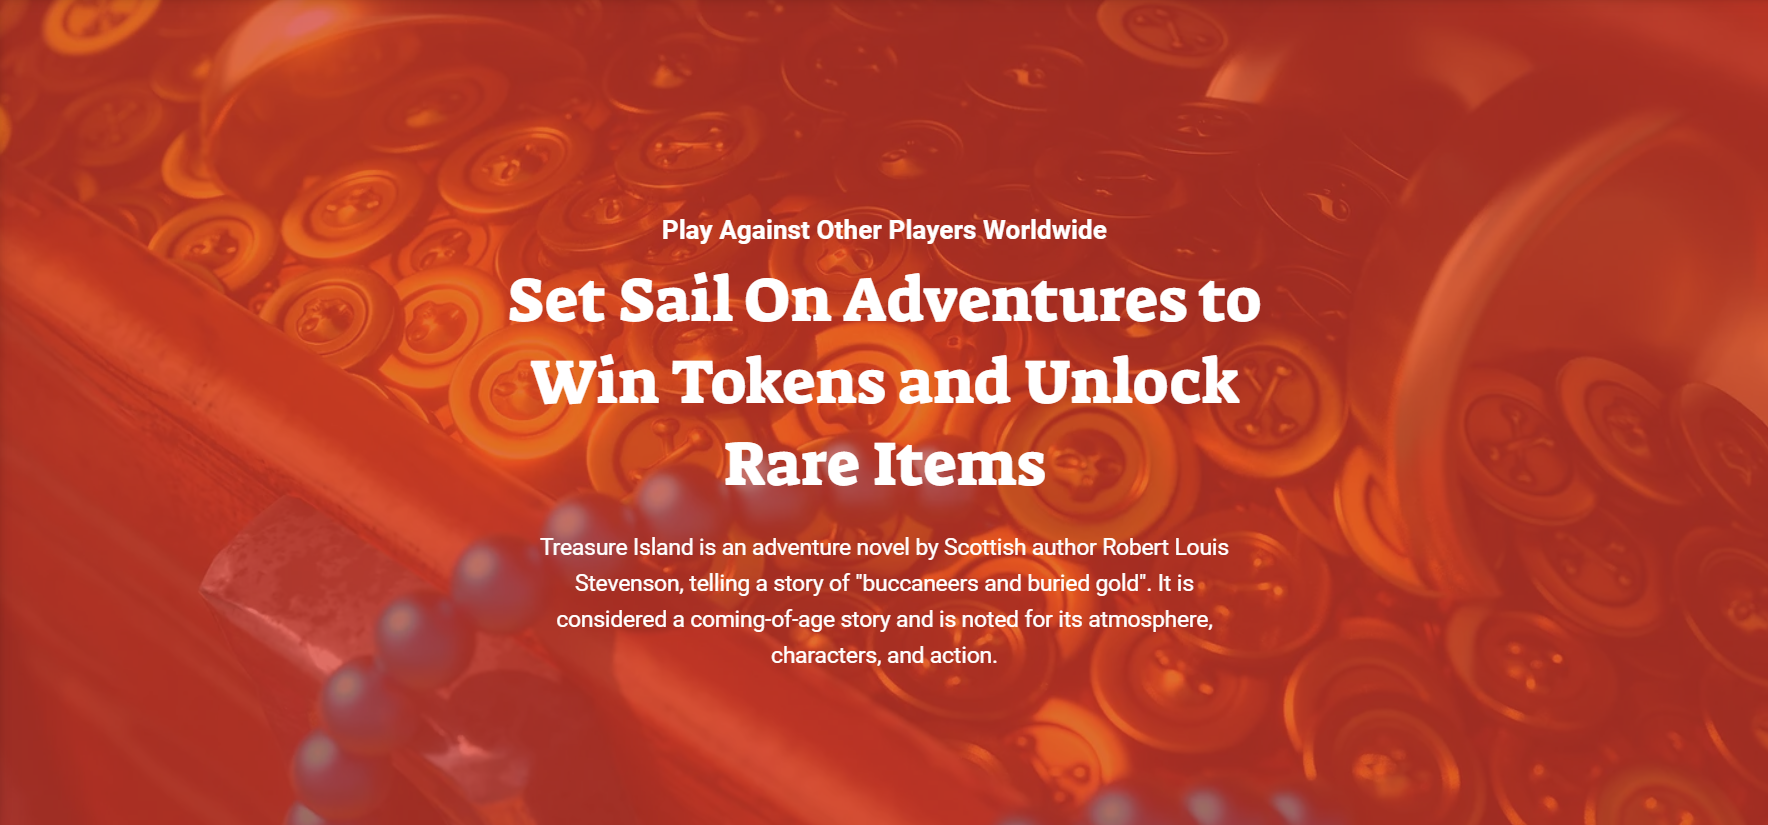 Play Against Other Players Worldwide
Set Sail On Adventures to
Win Tokens and Unlock
Rare Items
Treasure Island is an adventure novel by Scottish author Robert Louis
Stevenson, telling a story of "buccaneers and buried gold". It is
considered a coming-of-age story and is noted for its atmosphere,
characters, and action.